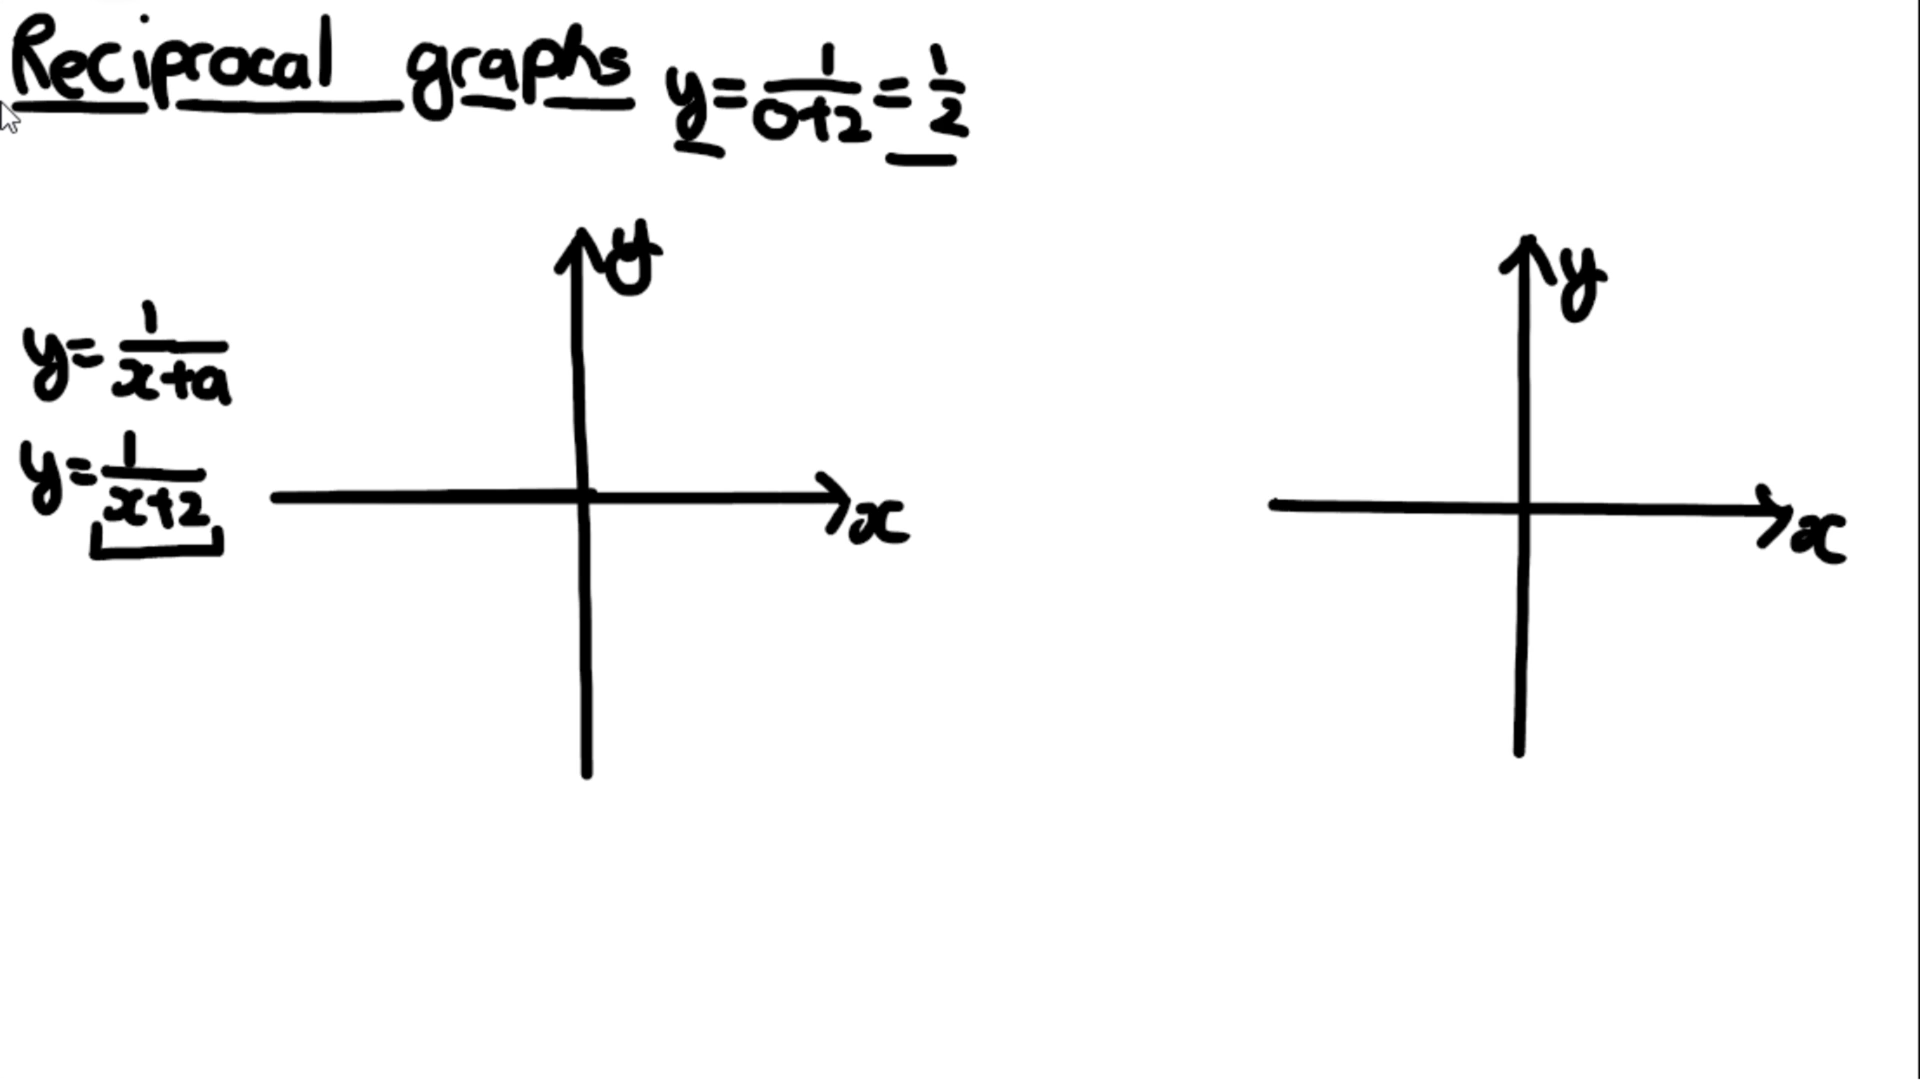 Reciprocal graphs y = 1/(0+2) = 1/2
y
y
y = 1/(x+a)
y = 1/(x+2)
x
x